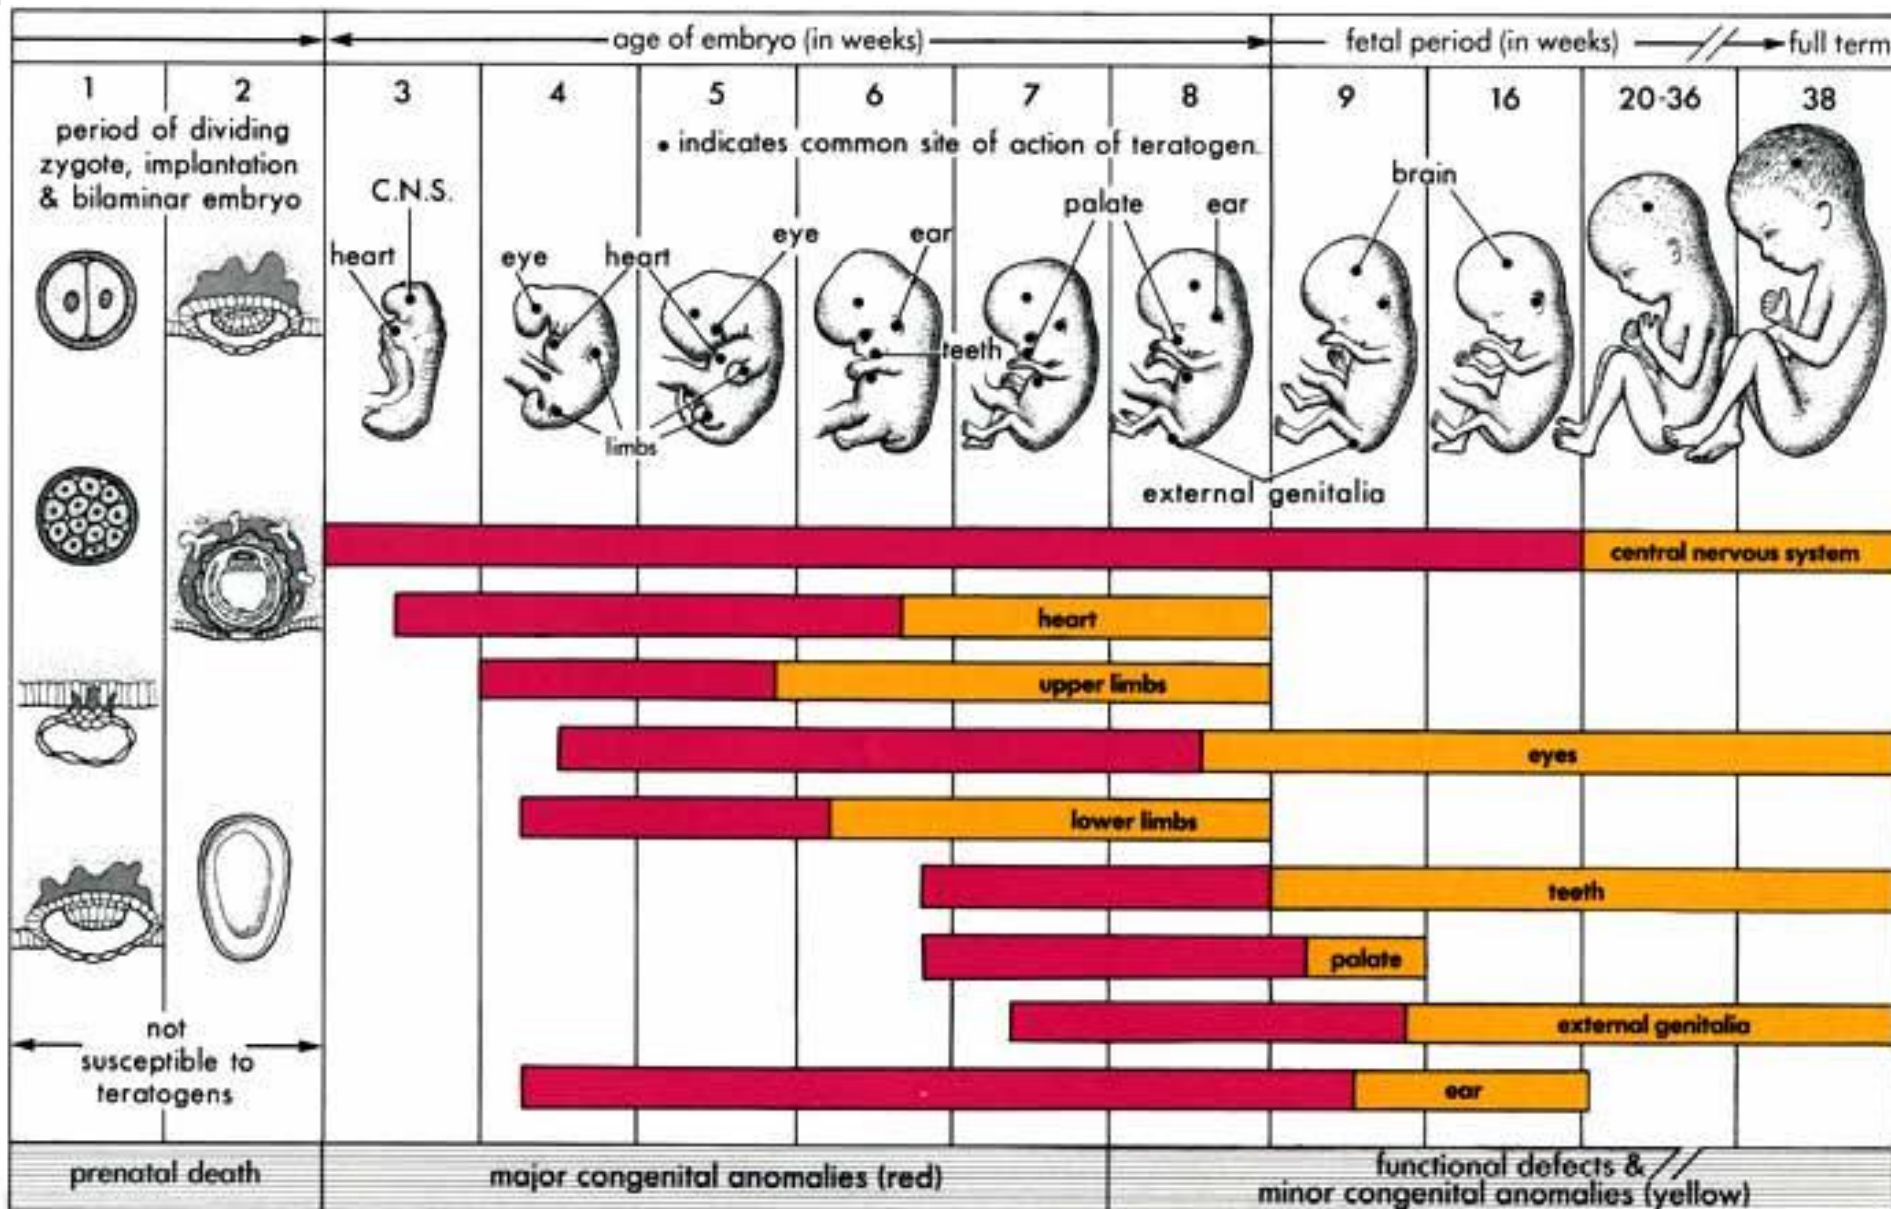 age of embryo (in weeks)
fetal period (in weeks)
full term
1
2
3
4
5
6
7
8
9
16
20-36
38
period of dividing
zygote, implantation
& bilaminar embryo
• indicates common site of action of teratogen.
C.N.S.
heart
eye
heart
eye
ear
palate
ear
brain
teeth
limbs
external genitalia
central nervous system
heart
upper limbs
eyes
lower limbs
teeth
palate
external genitalia
ear
not
susceptible to
teratogens
prenatal death
major congenital anomalies (red)
functional defects &
minor congenital anomalies (yellow)